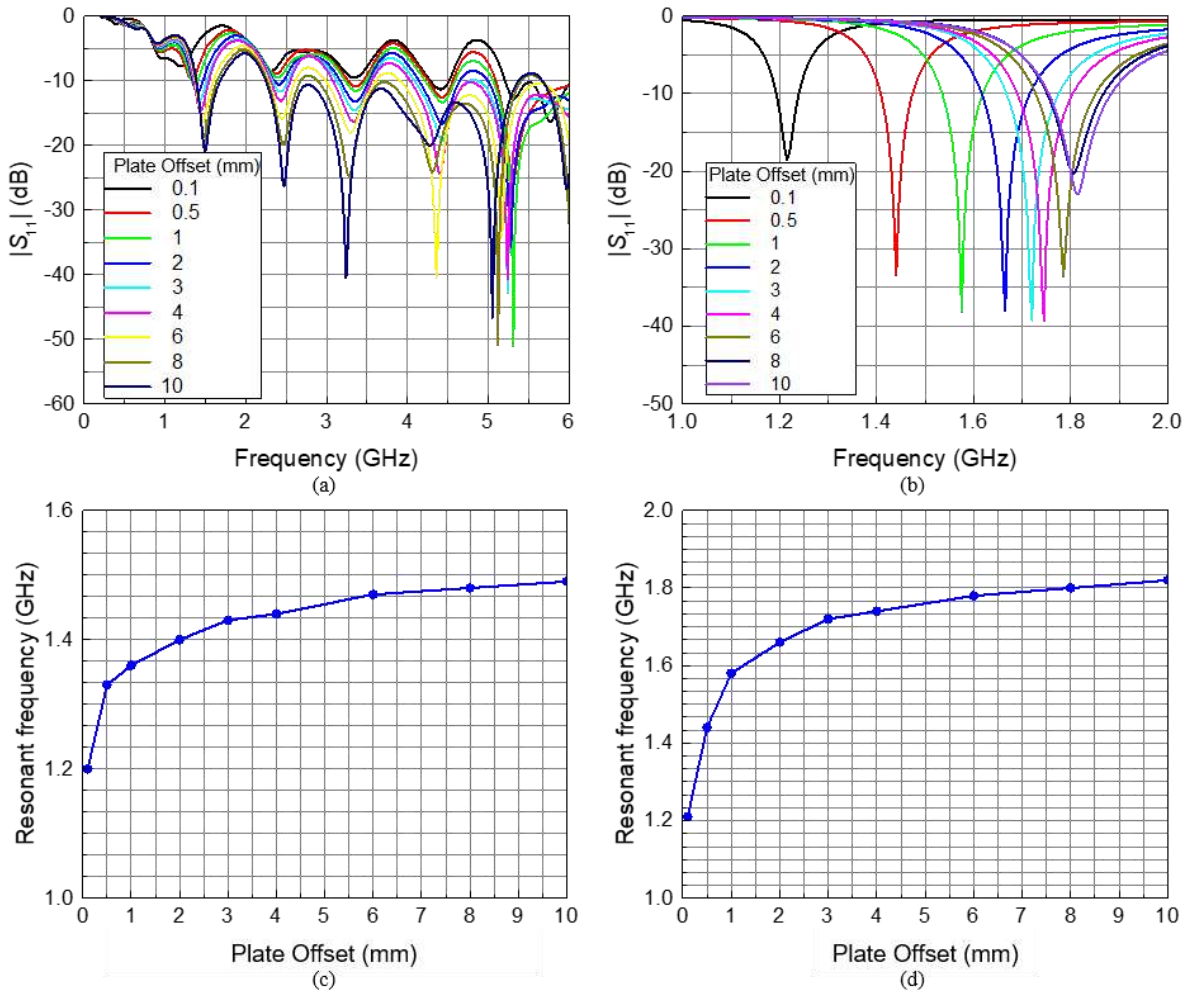 0
-10
-20
-30
-40
-50
-60
|S11| (dB)
Plate Offset (mm)
0.1
0.5
1
2
3
4
6
8
10
0 1 2 3 4 5 6
Frequency (GHz)
(a)
0
-10
-20
-30
-40
-50
|S11| (dB)
Plate Offset (mm)
0.1
0.5
1
2
3
4
6
8
10
1.0 1.2 1.4 1.6 1.8 2.0
Frequency (GHz)
(b)
1.6
1.4
1.2
1.0
Resonant frequency (GHz)
0 1 2 3 4 5 6 7 8 9 10
Plate Offset (mm)
(c)
2.0
1.8
1.6
1.4
1.2
1.0
Resonant frequency (GHz)
0 1 2 3 4 5 6 7 8 9 10
Plate Offset (mm)
(d)